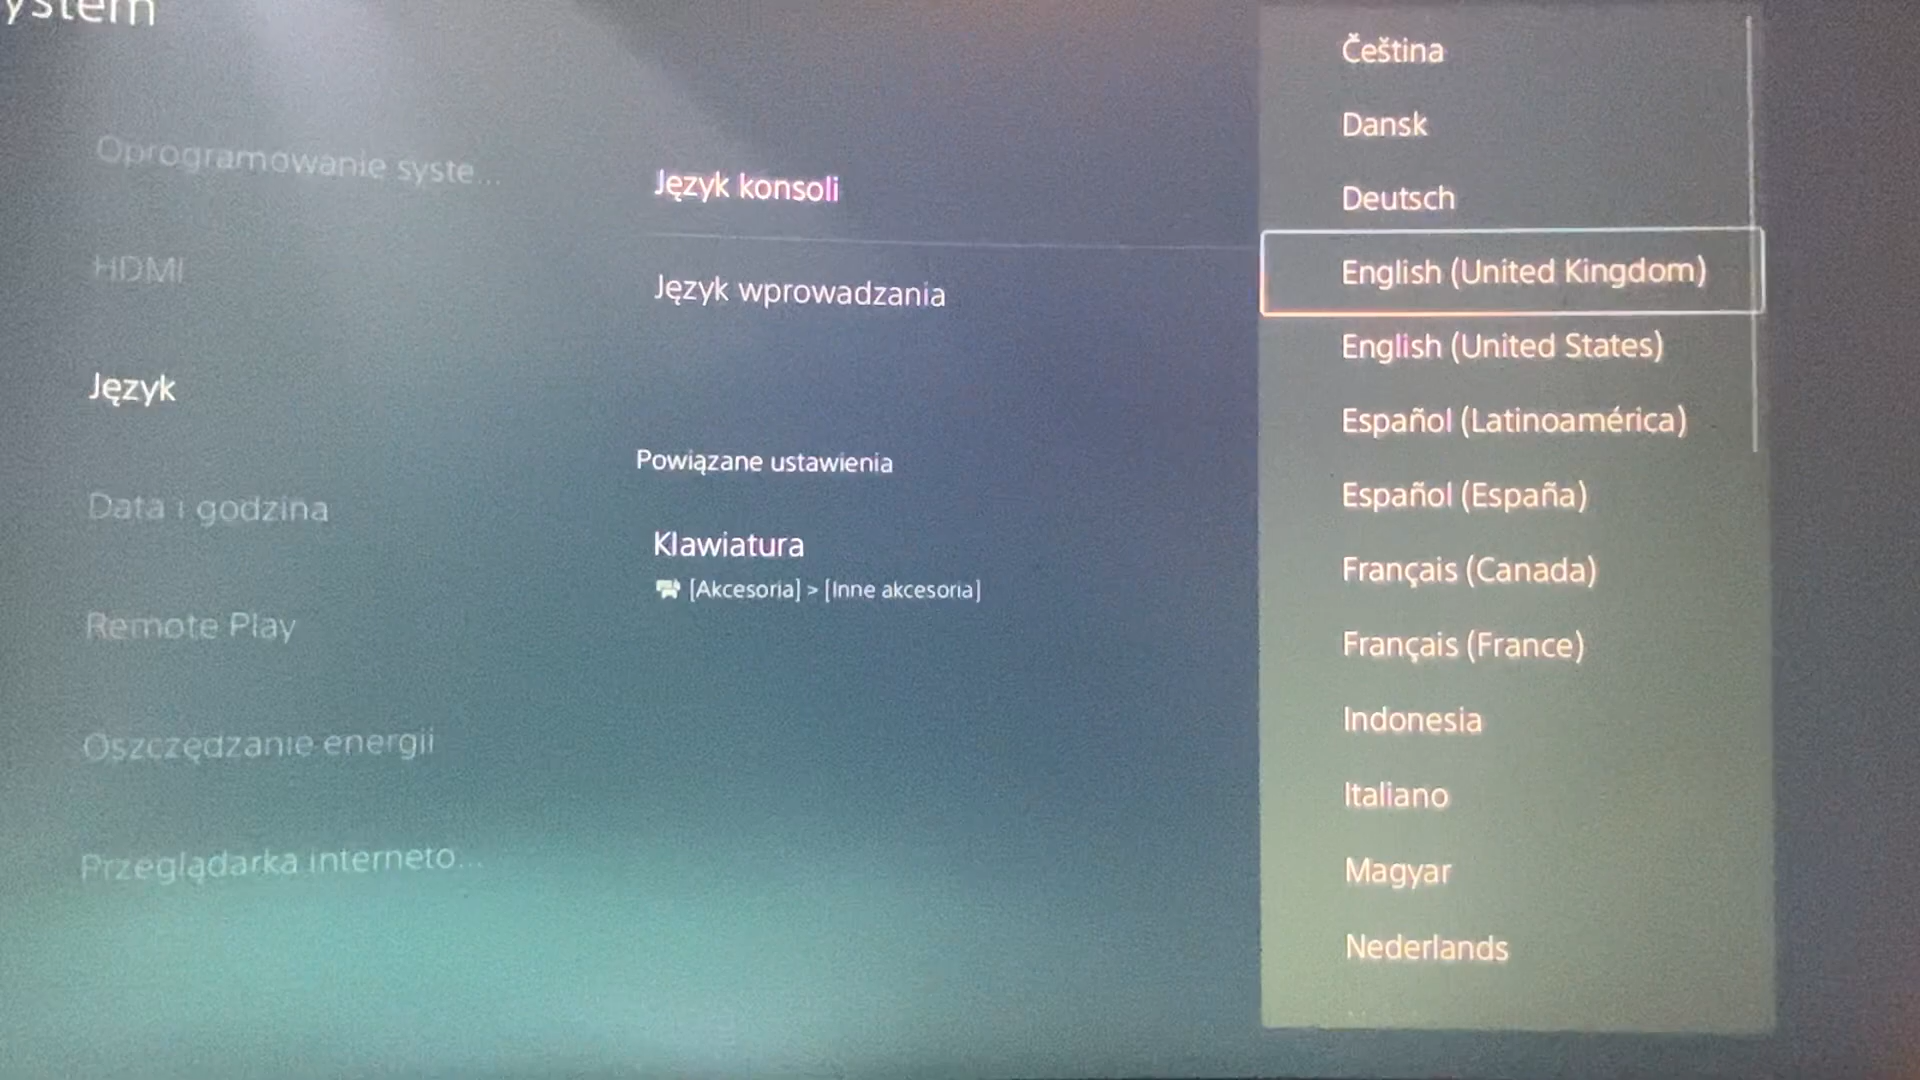 Oprogramowanie syste...
HDMI
Język
Data i godzina
Remote Play
Oszczędzanie energii
Przeglądarka interneto...
Język konsoli
Język wprowadzania
Powiązane ustawienia
Klawiatura
[Akcesoria] > [Inne akcesoria]
Čeština
Dansk
Deutsch
English (United Kingdom)
English (United States)
Español (Latinoamérica)
Español (España)
Français (Canada)
Français (France)
Indonesia
Italiano
Magyar
Nederlands